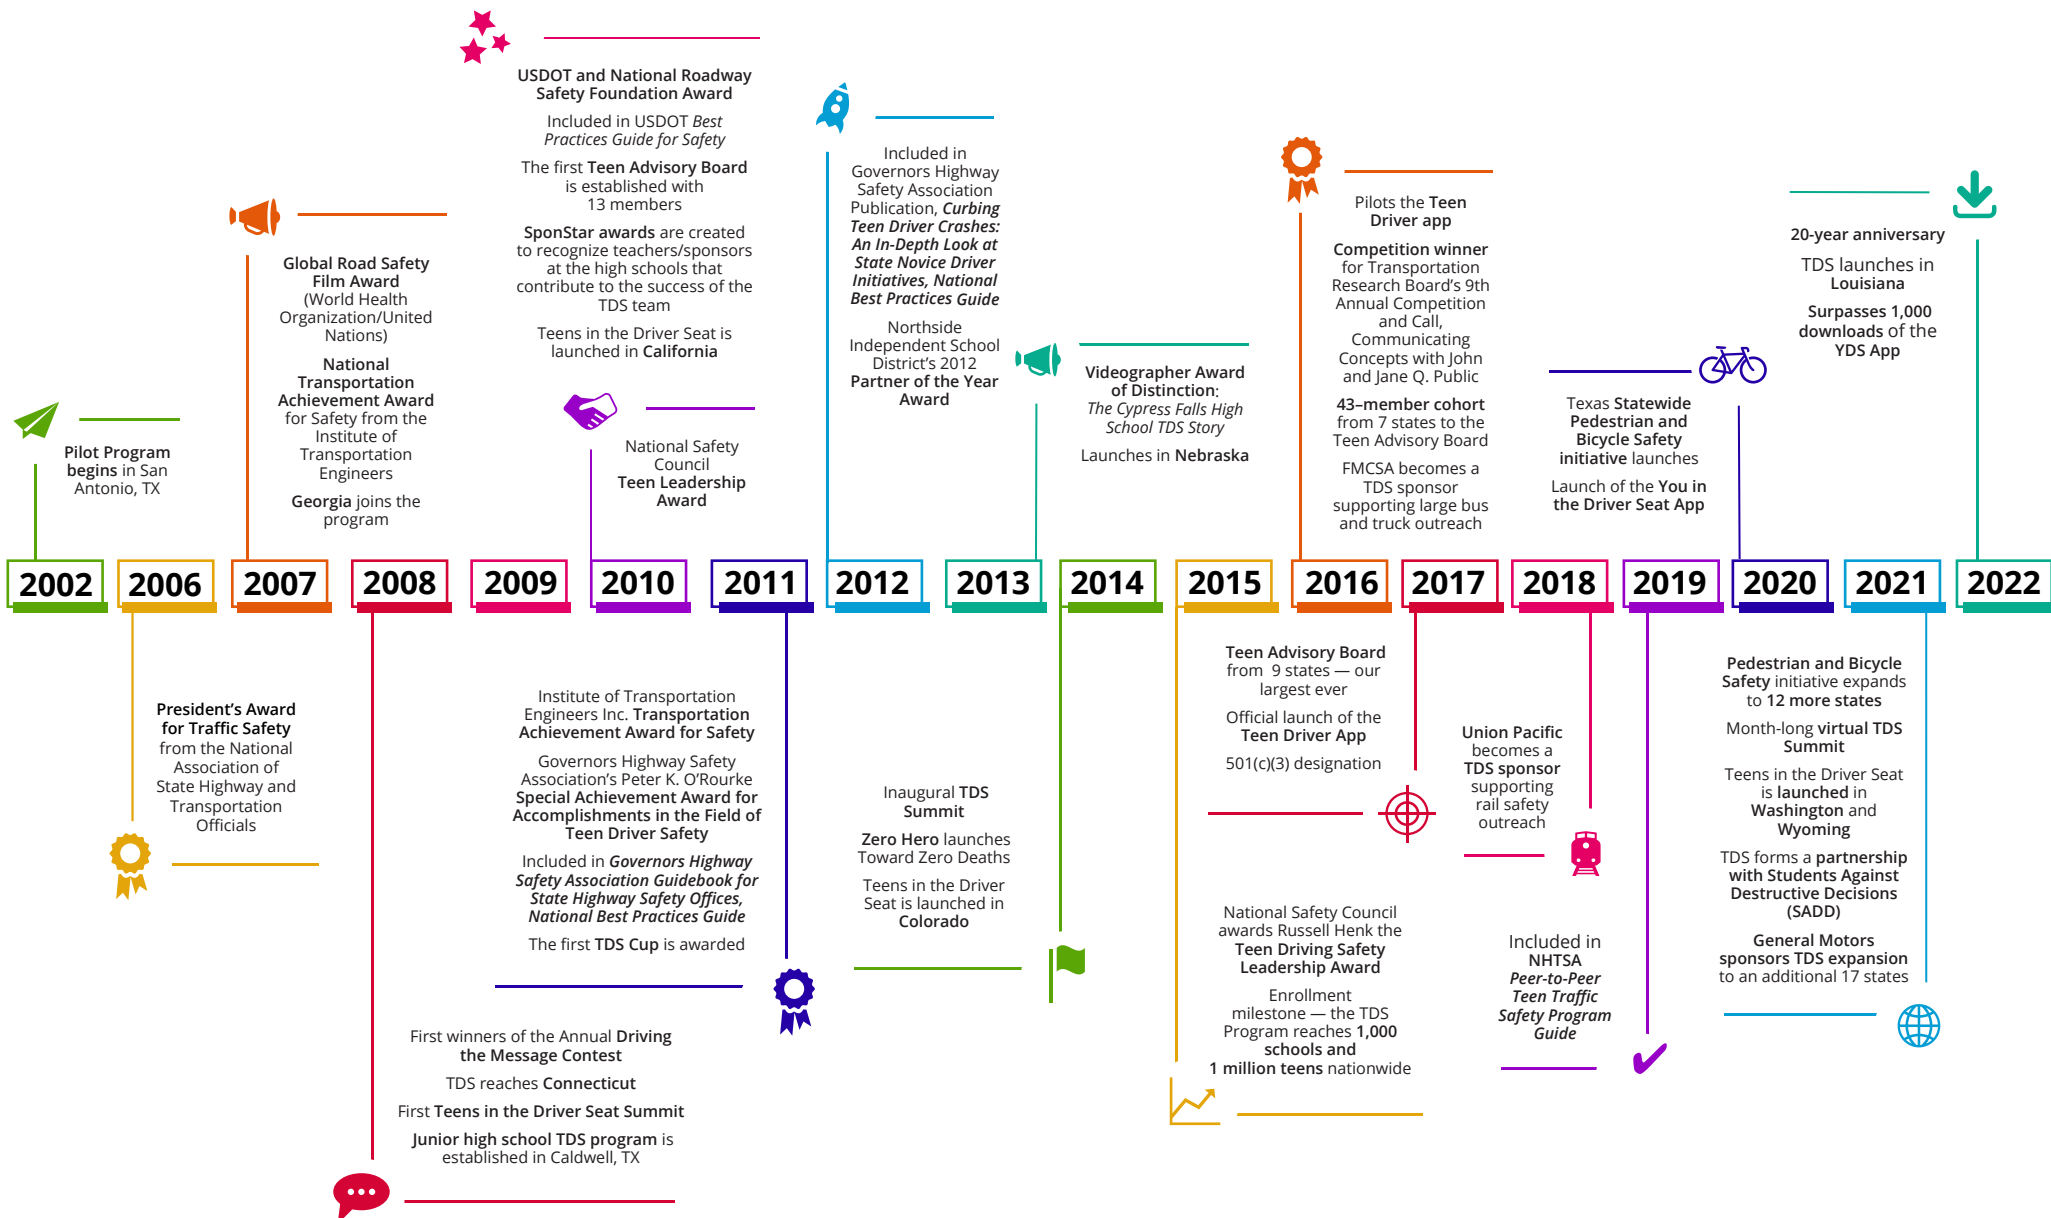 USDOT and National Roadway
Safety Foundation Award
Included in USDOT Best
Practices Guide for Safety
The first Teen Advisory Board
is established with
13 members
SponStar awards are created
to recognize teachers/sponsors
at the high schools that
contribute to the success of the
TDS team
Teens in the Driver Seat is
launched in California
Included in
Governors Highway
Safety Association
Publication, Curbing
Teen Driver Crashes:
An In-Depth Look at
State Novice Driver
Initiatives, National
Best Practices Guide
Northside
Independent School
District's 2012
Partner of the Year
Award
Pilots the Teen
Driver app
Competition winner
for Transportation
Research Board's 9th
Annual Competition
and Call,
Communicating
Concepts with John
and Jane Q. Public
43–member cohort
from 7 states to the
Teen Advisory Board
FMCSA becomes a
TDS sponsor
supporting large bus
and truck outreach
20-year anniversary
TDS launches in
Louisiana
Surpasses 1,000
downloads of the
YDS App
Global Road Safety
Film Award
(World Health
Organization/United
Nations)
National
Transportation
Achievement Award
for Safety from the
Institute of
Transportation
Engineers
Georgia joins the
program
Videographer Award
of Distinction:
The Cypress Falls High
School TDS Story
Launches in Nebraska
Texas Statewide
Pedestrian and
Bicycle Safety
initiative launches
Launch of the You in
the Driver Seat App
Pilot Program
begins in San
Antonio, TX
National Safety
Council
Teen Leadership
Award
2002
2006
2007
2008
2009
2010
2011
2012
2013
2014
2015
2016
2017
2018
2019
2020
2021
2022
President's Award
for Traffic Safety
from the National
Association of
State Highway and
Transportation
Officials
Institute of Transportation
Engineers Inc. Transportation
Achievement Award for Safety
Governors Highway Safety
Association's Peter K. O'Rourke
Special Achievement Award for
Accomplishments in the Field of
Teen Driver Safety
Included in Governors Highway
Safety Association Guidebook for
State Highway Safety Offices,
National Best Practices Guide
The first TDS Cup is awarded
Inaugural TDS
Summit
Zero Hero launches
Toward Zero Deaths
Teens in the Driver
Seat is launched in
Colorado
Teen Advisory Board
from 9 states — our
largest ever
Official launch of the
Teen Driver App
501(c)(3) designation
Union Pacific
becomes a
TDS sponsor
supporting
rail safety
outreach
Pedestrian and Bicycle
Safety initiative expands
to 12 more states
Month-long virtual TDS
Summit
Teens in the Driver Seat
is launched in
Washington and
Wyoming
TDS forms a partnership
with Students Against
Destructive Decisions
(SADD)
General Motors
sponsors TDS expansion
to an additional 17 states
National Safety Council
awards Russell Henk the
Teen Driving Safety
Leadership Award
Enrollment
milestone — the TDS
Program reaches 1,000
schools and
1 million teens nationwide
Included in
NHTSA
Peer-to-Peer
Teen Traffic
Safety Program
Guide
First winners of the Annual Driving
the Message Contest
TDS reaches Connecticut
First Teens in the Driver Seat Summit
Junior high school TDS program is
established in Caldwell, TX